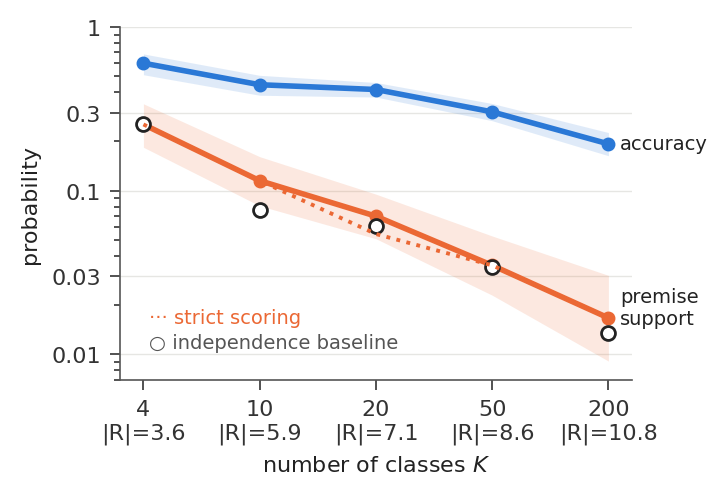 1
0.3
0.1
0.03
0.01
probability
accuracy
premise
support
··· strict scoring
○ independence baseline
4 10 20 50 200
|R|=3.6 |R|=5.9 |R|=7.1 |R|=8.6 |R|=10.8
number of classes K